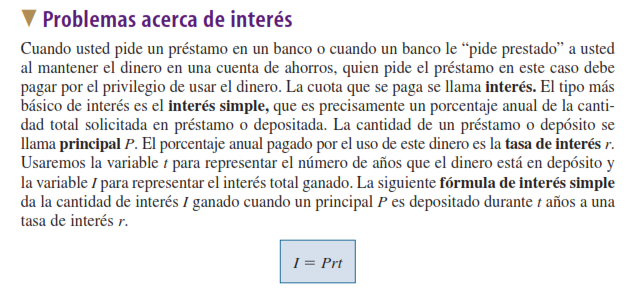 ▼ Problemas acerca de interés
Cuando usted pide un préstamo en un banco o cuando un banco le “pide prestado” a usted
al mantener el dinero en una cuenta de ahorros, quien pide el préstamo en este caso debe
pagar por el privilegio de usar el dinero. La cuota que se paga se llama interés. El tipo más
básico de interés es el interés simple, que es precisamente un porcentaje anual de la canti-
dad total solicitada en préstamo o depositada. La cantidad de un préstamo o depósito se
llama principal P. El porcentaje anual pagado por el uso de este dinero es la tasa de interés r.
Usaremos la variable t para representar el número de años que el dinero está en depósito y
la variable I para representar el interés total ganado. La siguiente fórmula de interés simple
da la cantidad de interés I ganado cuando un principal P es depositado durante t años a una
tasa de interés r.
I = Prt